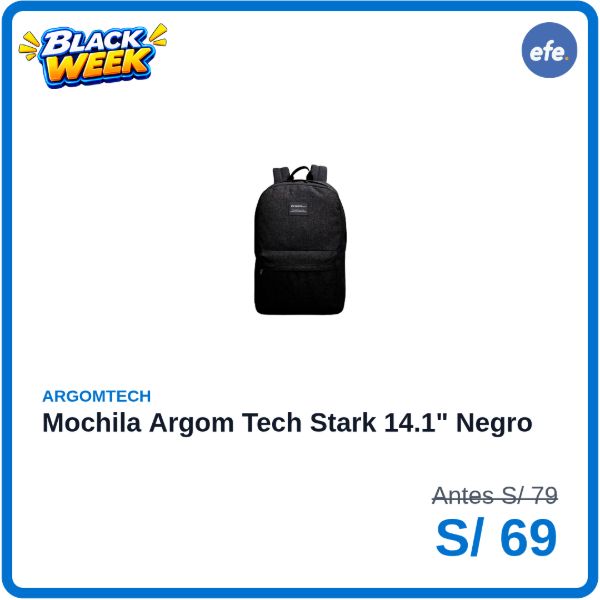 BLACK
WEEK
efe.
ARGOMTECH
Mochila Argom Tech Stark 14.1" Negro
Antes S/ 79
S/ 69